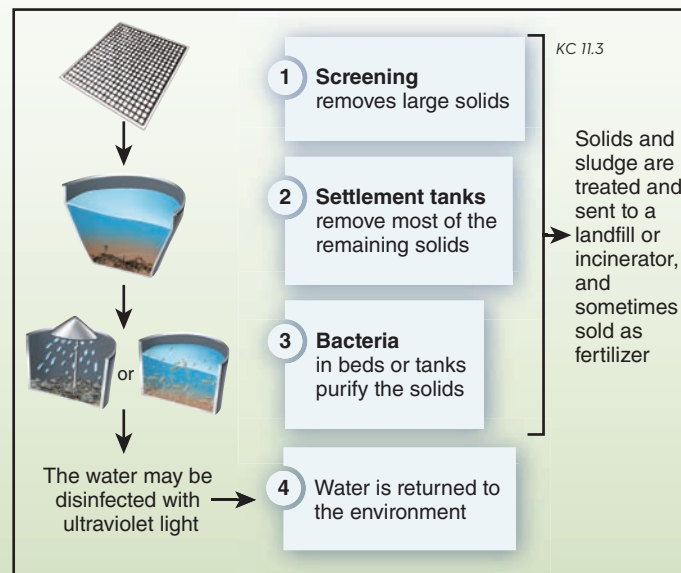 KC 11.3
1 Screening
removes large solids
2 Settlement tanks
remove most of the
remaining solids
3 Bacteria
in beds or tanks
purify the solids
Solids and
sludge are
treated and
sent to a
landfill or
incinerator,
and
sometimes
sold as
fertilizer
or
The water may be
disinfected with
ultraviolet light
4 Water is returned to
the environment